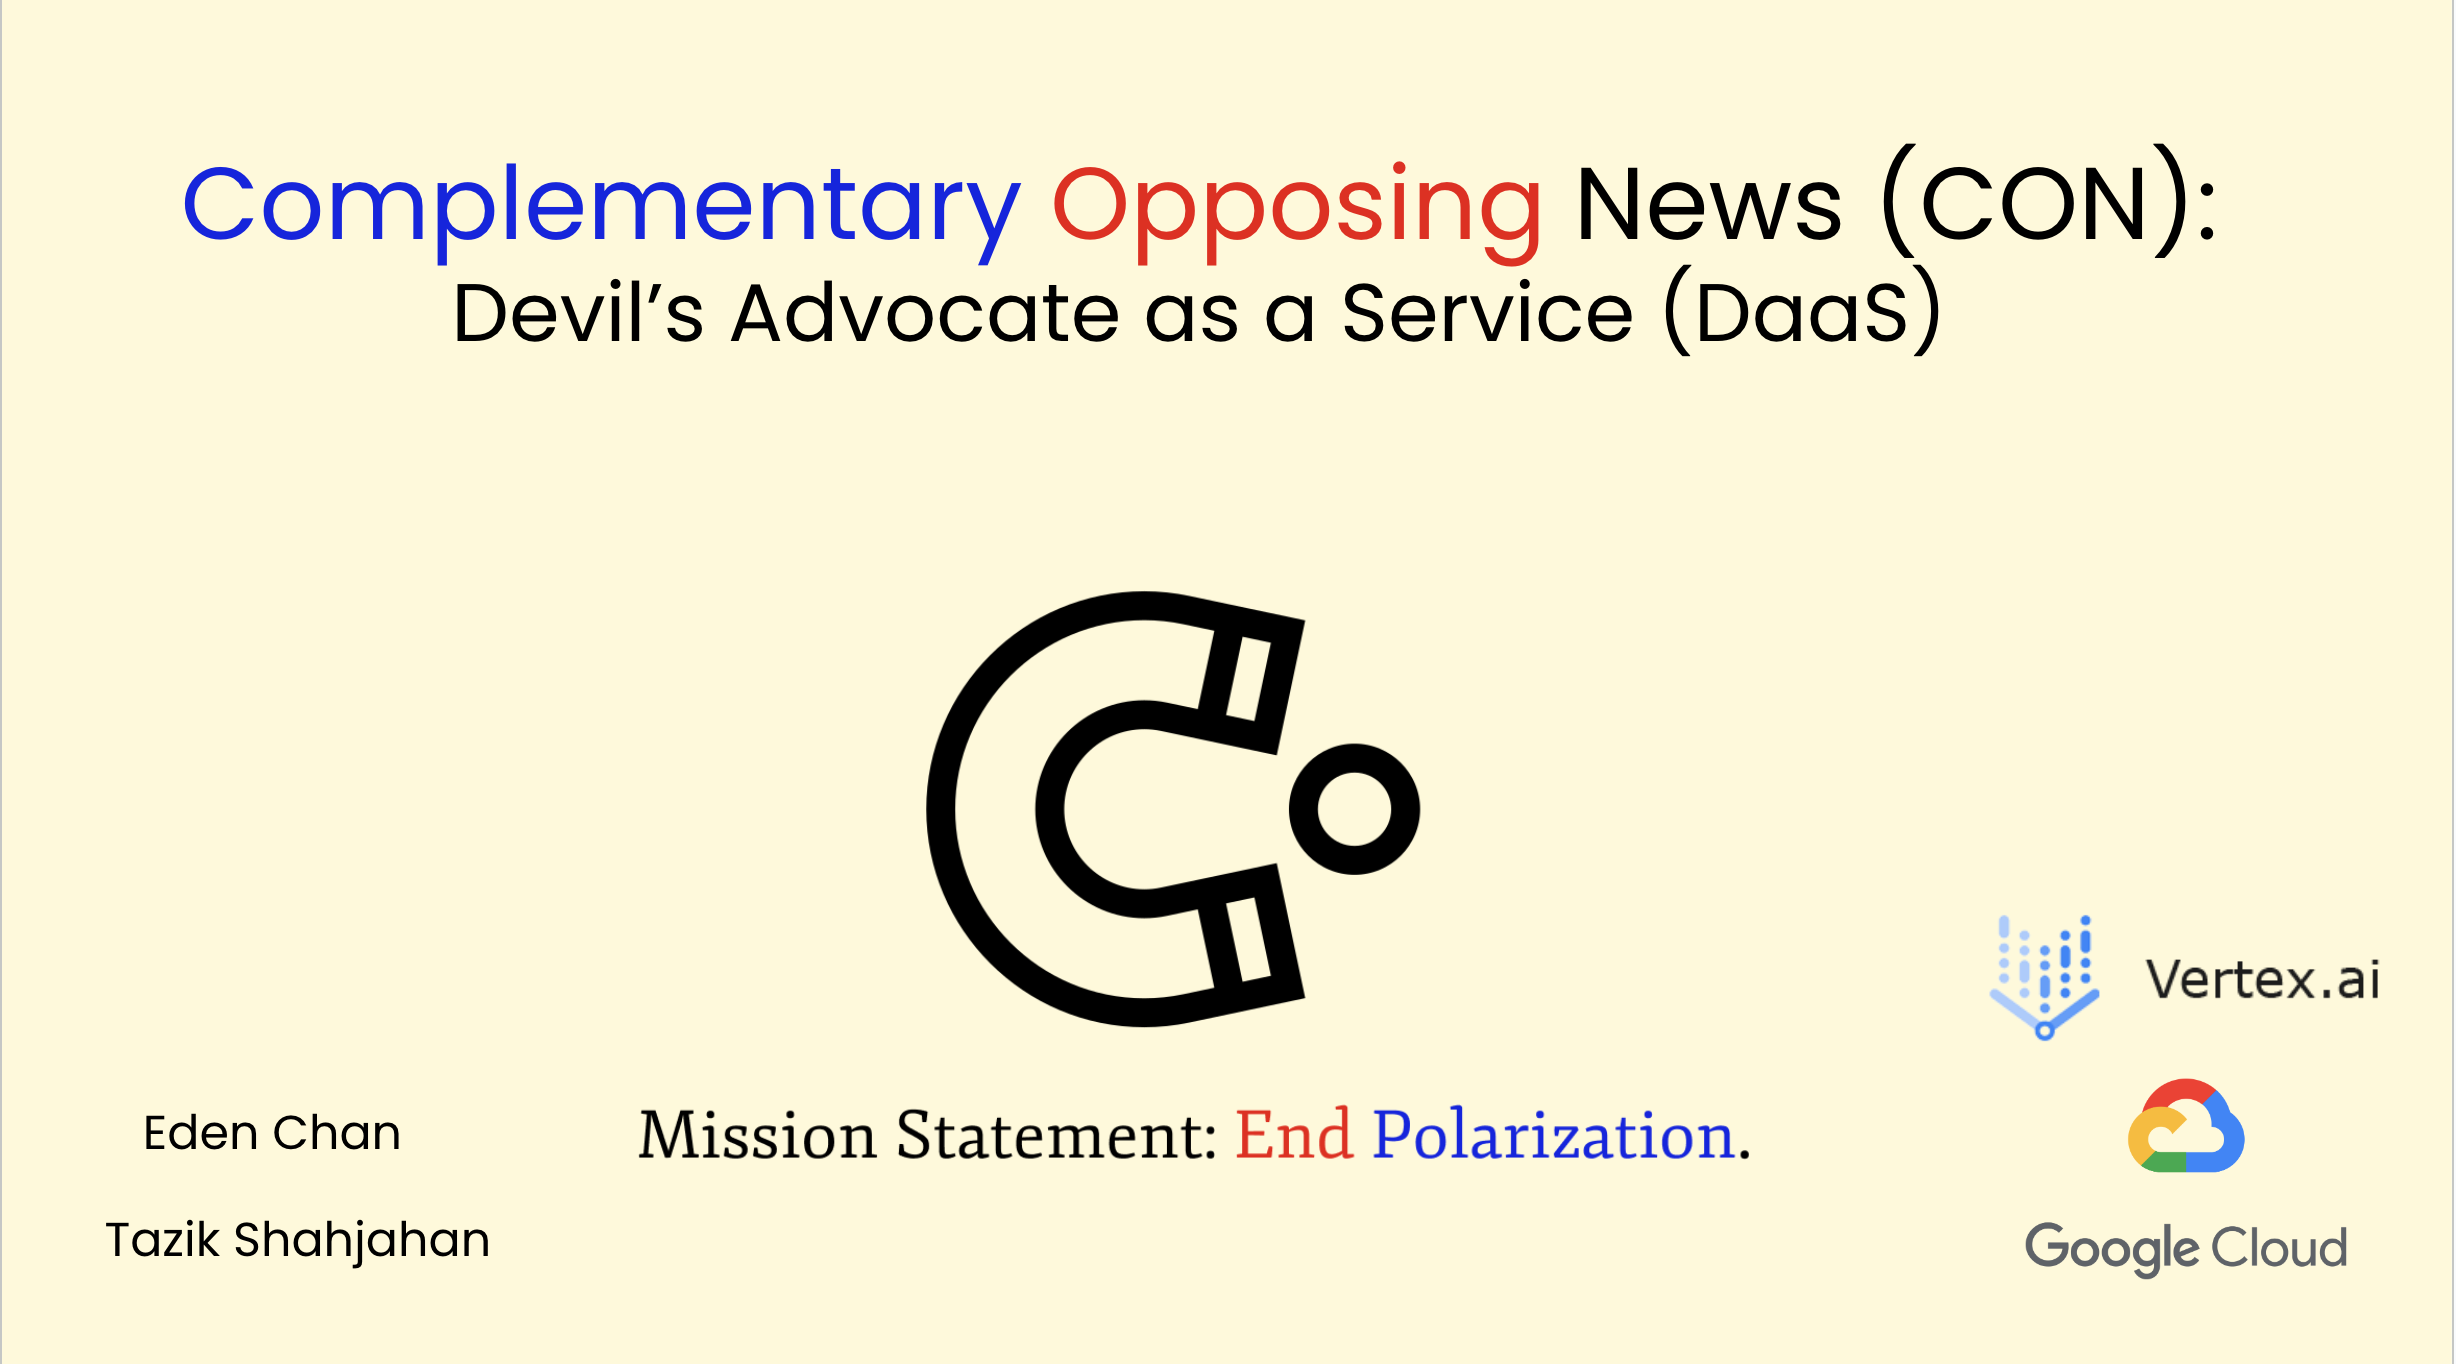 Complementary Opposing News (CON):
Devil’s Advocate as a Service (DaaS)
Vertex.ai
Eden Chan
Mission Statement: End Polarization.
Tazik Shahjahan
Google Cloud